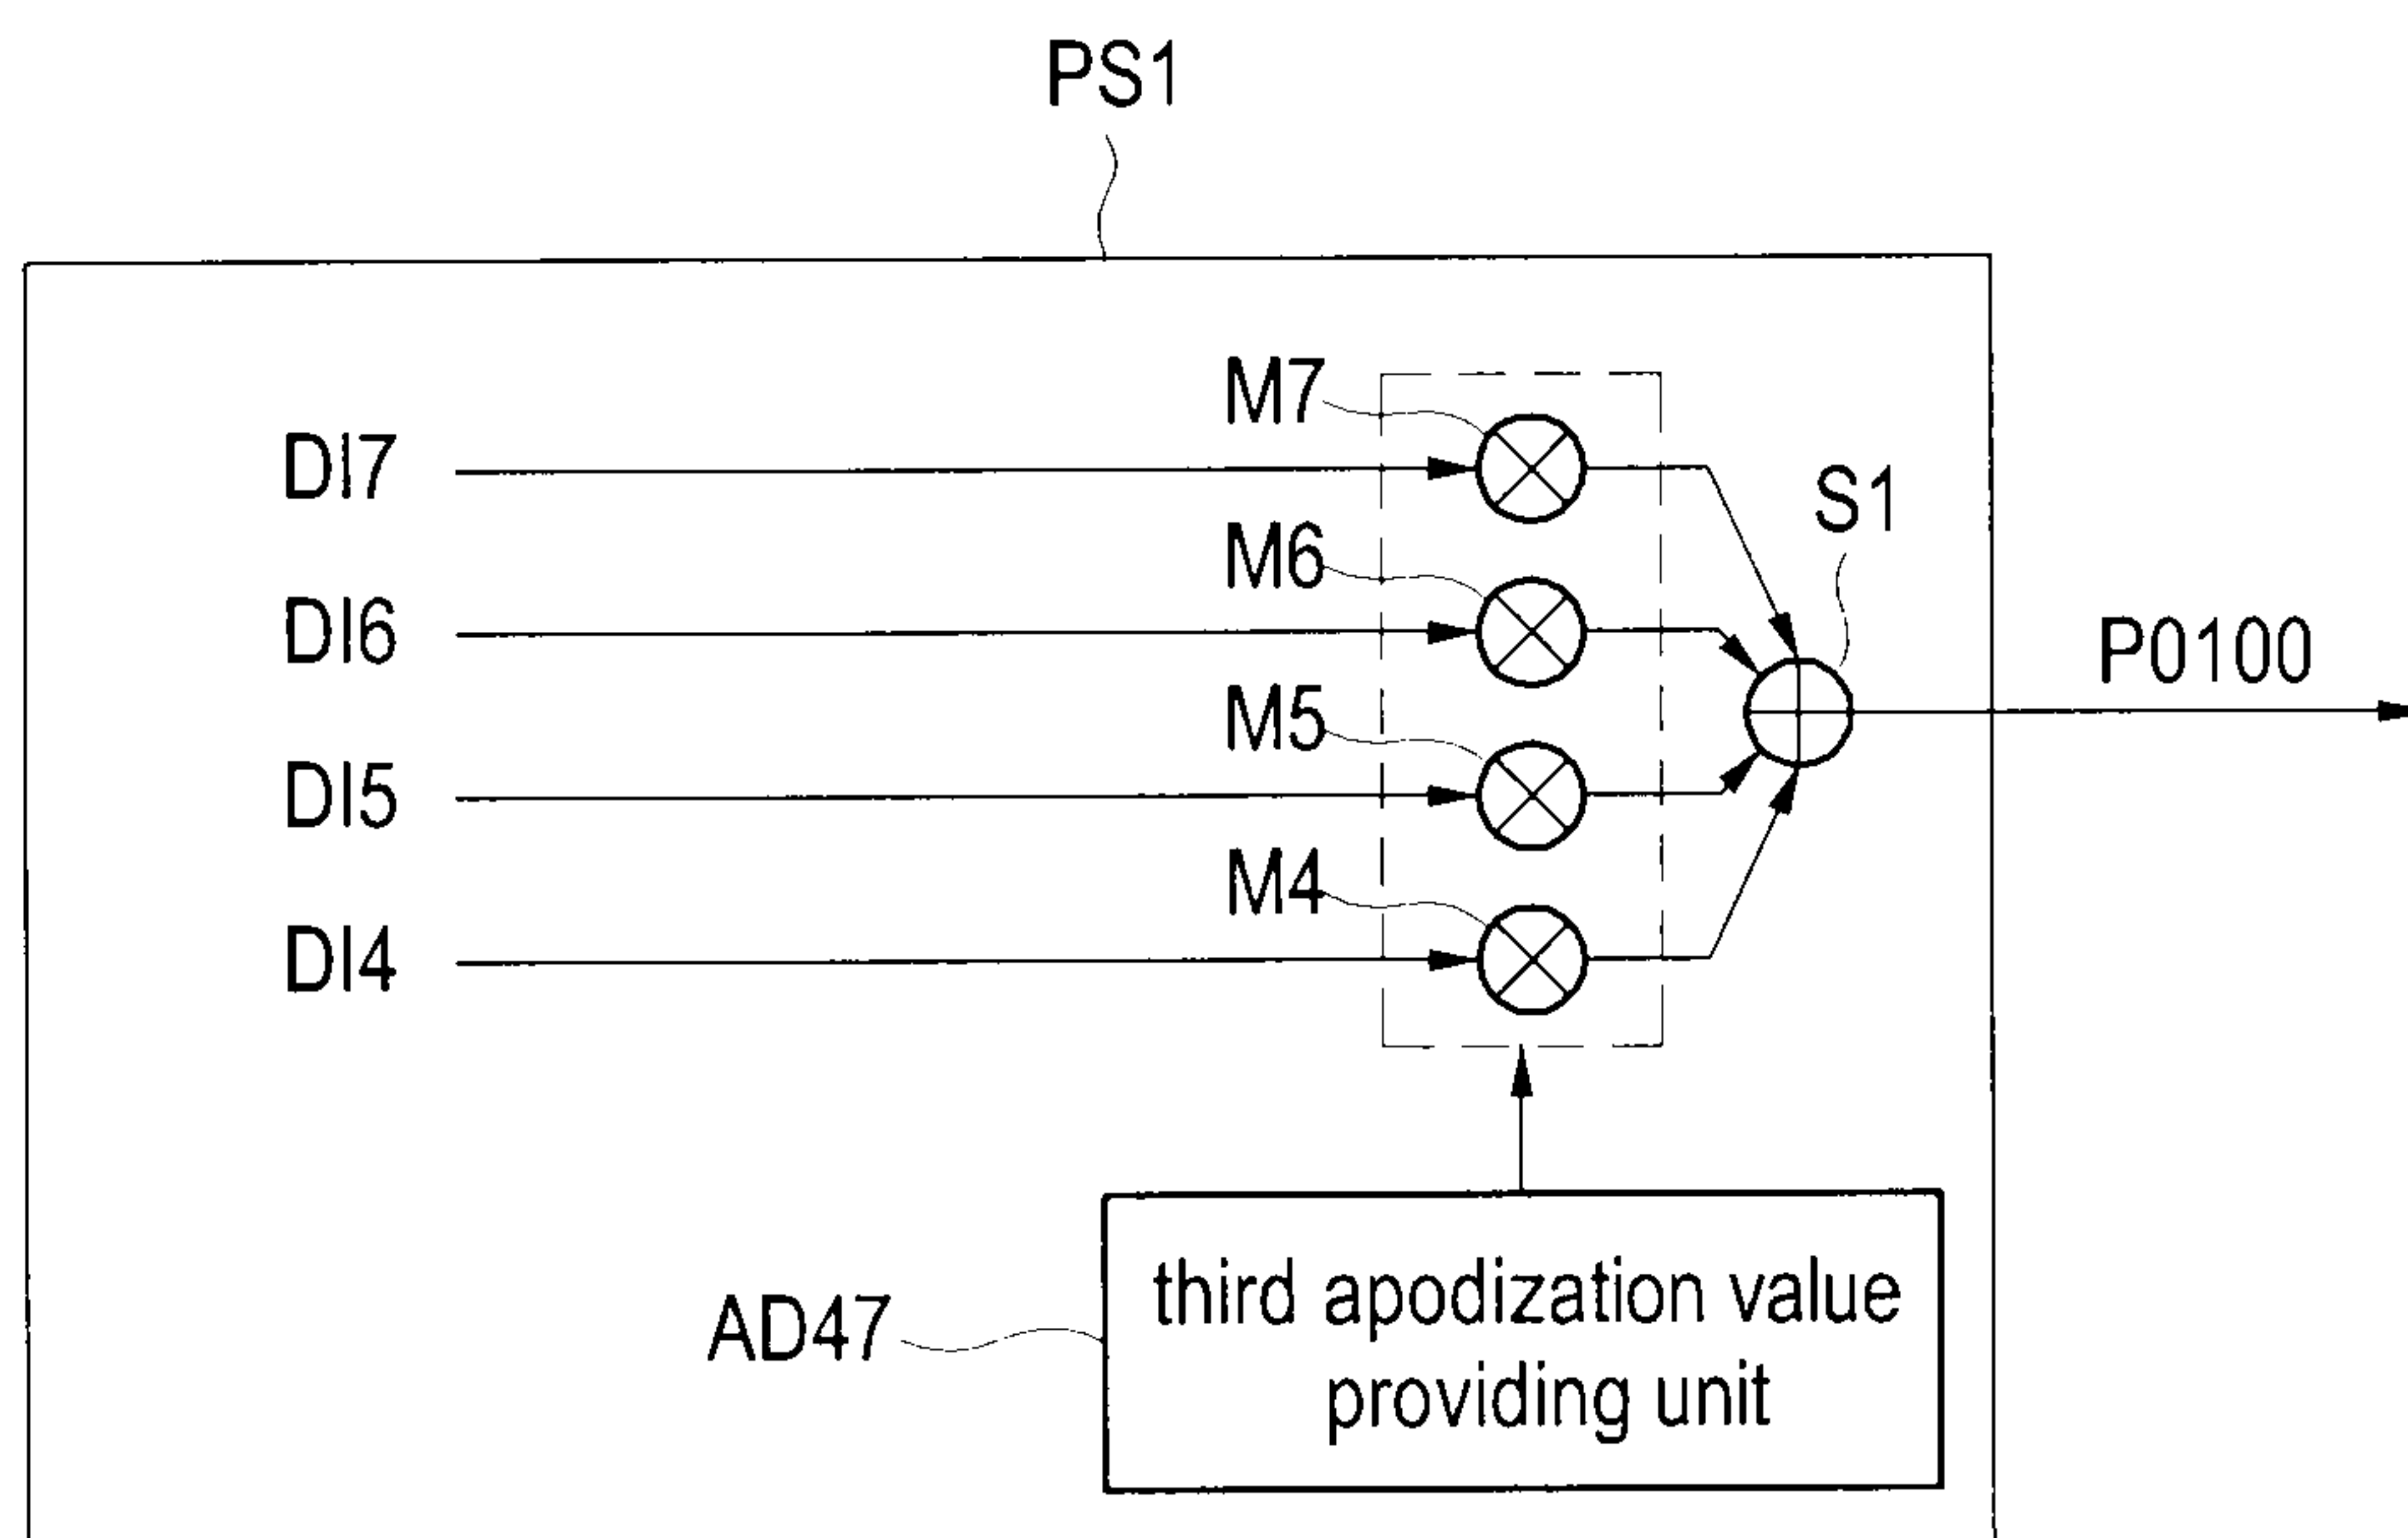 PS1
M7
DI7
S1
M6
DI6
P0100
M5
DI5
M4
DI4
third apodization value
AD47
providing unit